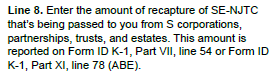 Line 8. Enter the amount of recapture of SE-NJTC
that's being passed to you from S corporations,
partnerships, trusts, and estates. This amount is
reported on Form ID K-1, Part VII, line 54 or Form ID
K-1, Part XI, line 78 (ABE).